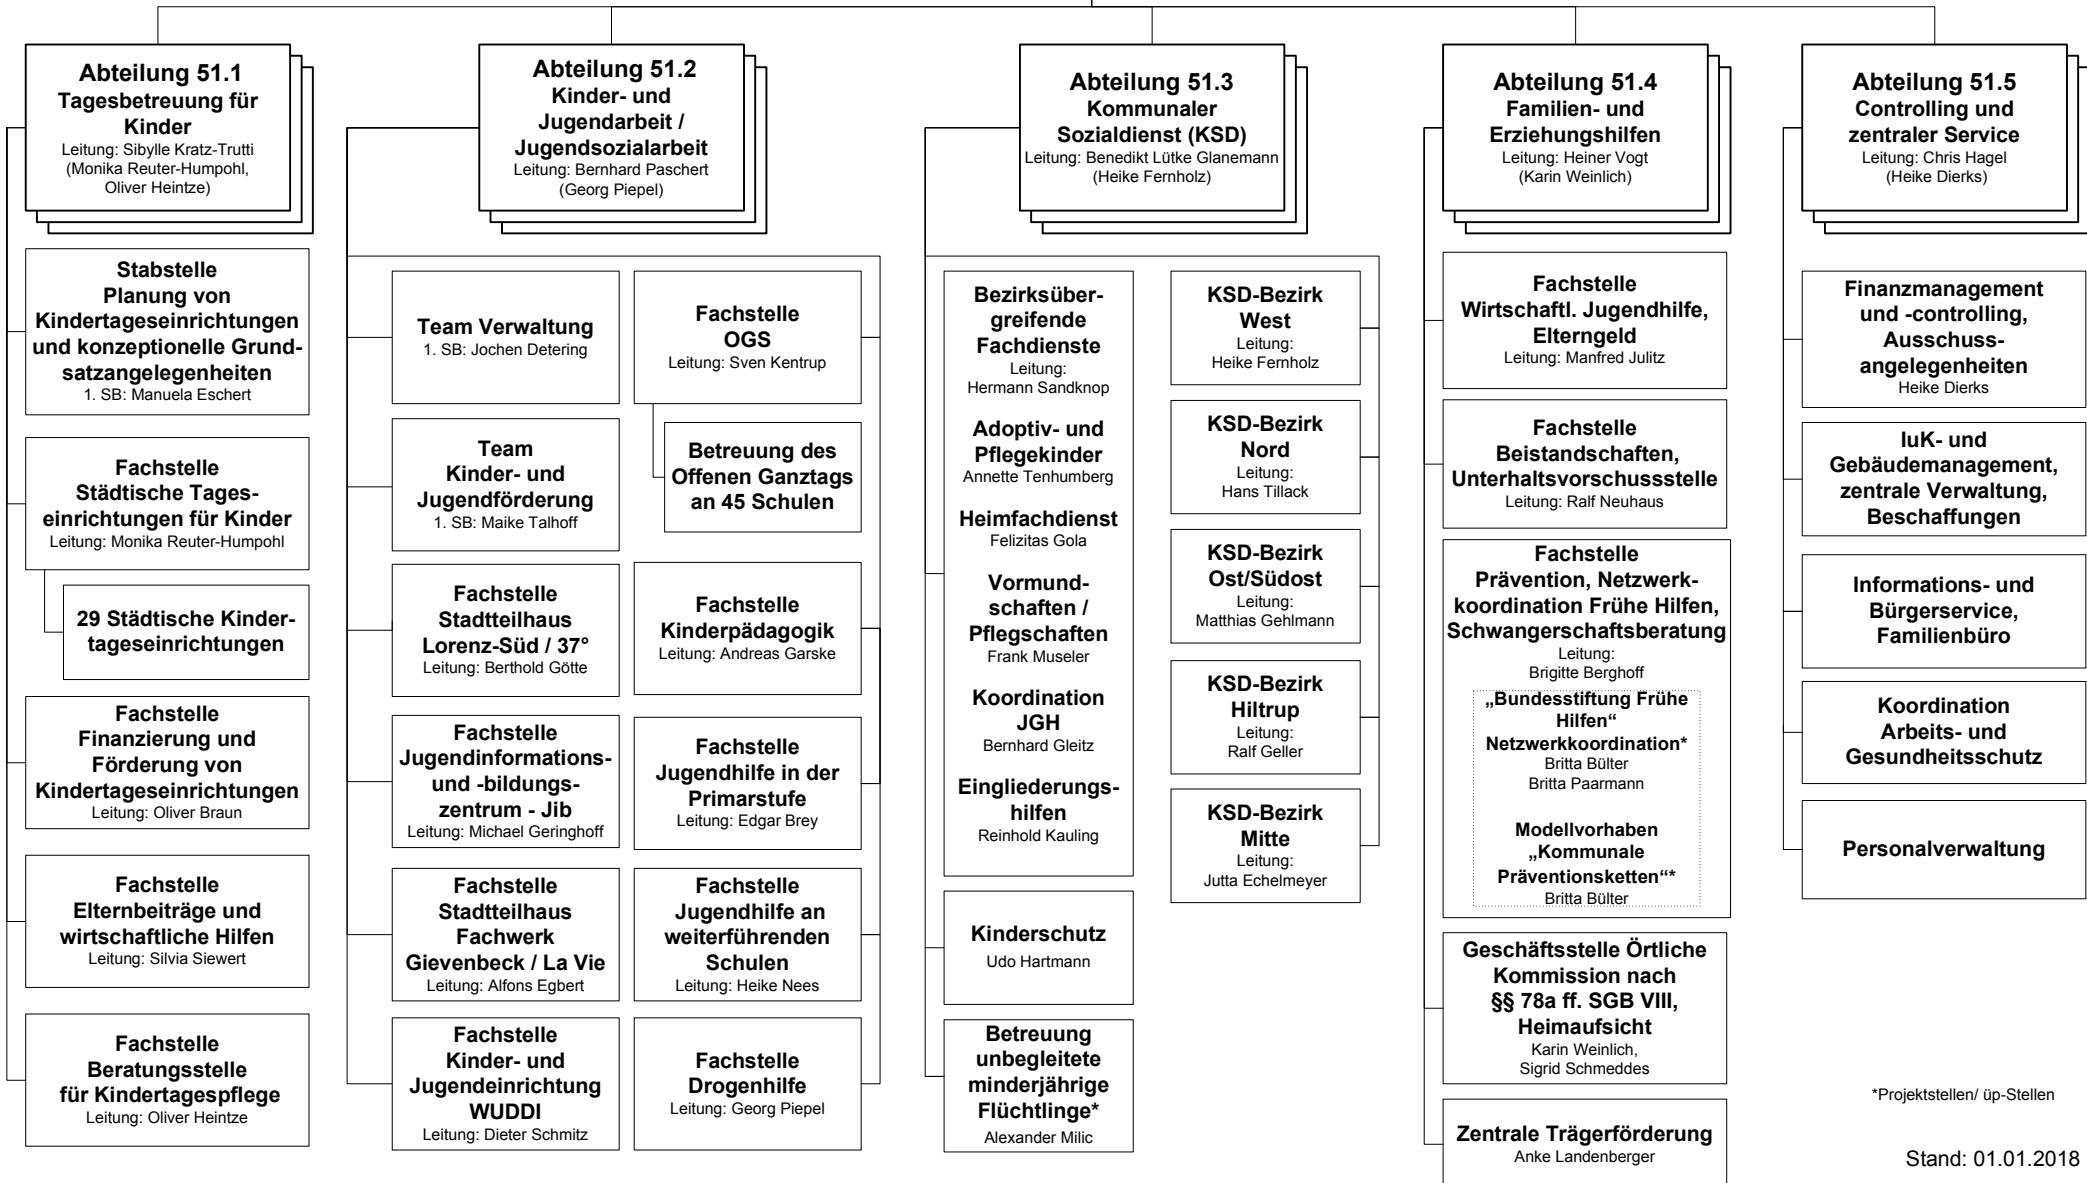 Abteilung 51.1
Tagesbetreuung für
Kinder
Leitung: Sibylle Kratz-Trutti
(Monika Reuter-Humpohl,
Oliver Heintze)
Stabstelle
Planung von
Kindertageseinrichtungen
und konzeptionelle Grund-
satzangelegenheiten
1. SB: Manuela Eschert
Fachstelle
Städtische Tages-
einrichtungen für Kinder
Leitung: Monika Reuter-Humpohl
29 Städtische Kinder-
tageseinrichtungen
Fachstelle
Finanzierung und
Förderung von
Kindertageseinrichtungen
Leitung: Oliver Braun
Fachstelle
Elternbeiträge und
wirtschaftliche Hilfen
Leitung: Silvia Siewert
Fachstelle
Beratungsstelle
für Kindertagespflege
Leitung: Oliver Heintze
Abteilung 51.2
Kinder- und
Jugendarbeit /
Jugendsozialarbeit
Leitung: Bernhard Paschert
(Georg Piepel)
Team Verwaltung
1. SB: Jochen Detering
Team
Kinder- und
Jugendförderung
1. SB: Maike Talhoff
Fachstelle
Stadtteilhaus
Lorenz-Süd / 37°
Leitung: Berthold Götte
Fachstelle
Jugendinformations-
und -bildungs-
zentrum - Jib
Leitung: Michael Geringhoff
Fachstelle
Stadtteilhaus
Fachwerk
Gievenbeck / La Vie
Leitung: Alfons Egbert
Fachstelle
Kinder- und
Jugendeinrichtung
WUDDI
Leitung: Dieter Schmitz
Fachstelle
OGS
Leitung: Sven Kentrup
Betreuung des
Offenen Ganztags
an 45 Schulen
Fachstelle
Kinderpädagogik
Leitung: Andreas Garske
Fachstelle
Jugendhilfe in der
Primarstufe
Leitung: Edgar Brey
Fachstelle
Jugendhilfe an
weiterführenden
Schulen
Leitung: Heike Nees
Fachstelle
Drogenhilfe
Leitung: Georg Piepel
Abteilung 51.3
Kommunaler
Sozialdienst (KSD)
Leitung: Benedikt Lütke Glanemann
(Heike Fernholz)
Bezirksüber-
greifende
Fachdienste
Leitung:
Hermann Sandknop
Adoptiv- und
Pflegekinder
Annette Tenhumberg
Heimfachdienst
Felizitas Gola
Vormund-
schaften /
Pflegschaften
Frank Museler
Koordination
JGH
Bernhard Gleitz
Eingliederungs-
hilfen
Reinhold Kauling
Kinderschutz
Udo Hartmann
Betreuung
unbegleitete
minderjährige
Flüchtlinge*
Alexander Milic
KSD-Bezirk
West
Leitung:
Heike Fernholz
KSD-Bezirk
Nord
Leitung:
Hans Tillack
KSD-Bezirk
Ost/Südost
Leitung:
Matthias Gehlmann
KSD-Bezirk
Hiltrup
Leitung:
Ralf Geller
KSD-Bezirk
Mitte
Leitung:
Jutta Echelmeyer
Abteilung 51.4
Familien- und
Erziehungshilfen
Leitung: Heiner Vogt
(Karin Weinlich)
Fachstelle
Wirtschaftl. Jugendhilfe,
Elterngeld
Leitung: Manfred Julitz
Fachstelle
Beistandschaften,
Unterhaltsvorschussstelle
Leitung: Ralf Neuhaus
Fachstelle
Prävention, Netzwerk-
koordination Frühe Hilfen,
Schwangerschaftsberatung
Leitung:
Brigitte Berghoff
„Bundesstiftung Frühe
Hilfen“
Netzwerkkoordination*
Britta Bülter
Britta Paarmann
Modellvorhaben
„Kommunale
Präventionsketten“*
Britta Bülter
Geschäftsstelle Örtliche
Kommission nach
§§ 78a ff. SGB VIII,
Heimaufsicht
Karin Weinlich,
Sigrid Schmeddes
Zentrale Trägerförderung
Anke Landenberger
Abteilung 51.5
Controlling und
zentraler Service
Leitung: Chris Hagel
(Heike Dierks)
Finanzmanagement
und -controlling,
Ausschuss-
angelegenheiten
Heike Dierks
IuK- und
Gebäudemanagement,
zentrale Verwaltung,
Beschaffungen
Informations- und
Bürgerservice,
Familienbüro
Koordination
Arbeits- und
Gesundheitsschutz
Personalverwaltung
*Projektstellen/ üp-Stellen
Stand: 01.01.2018